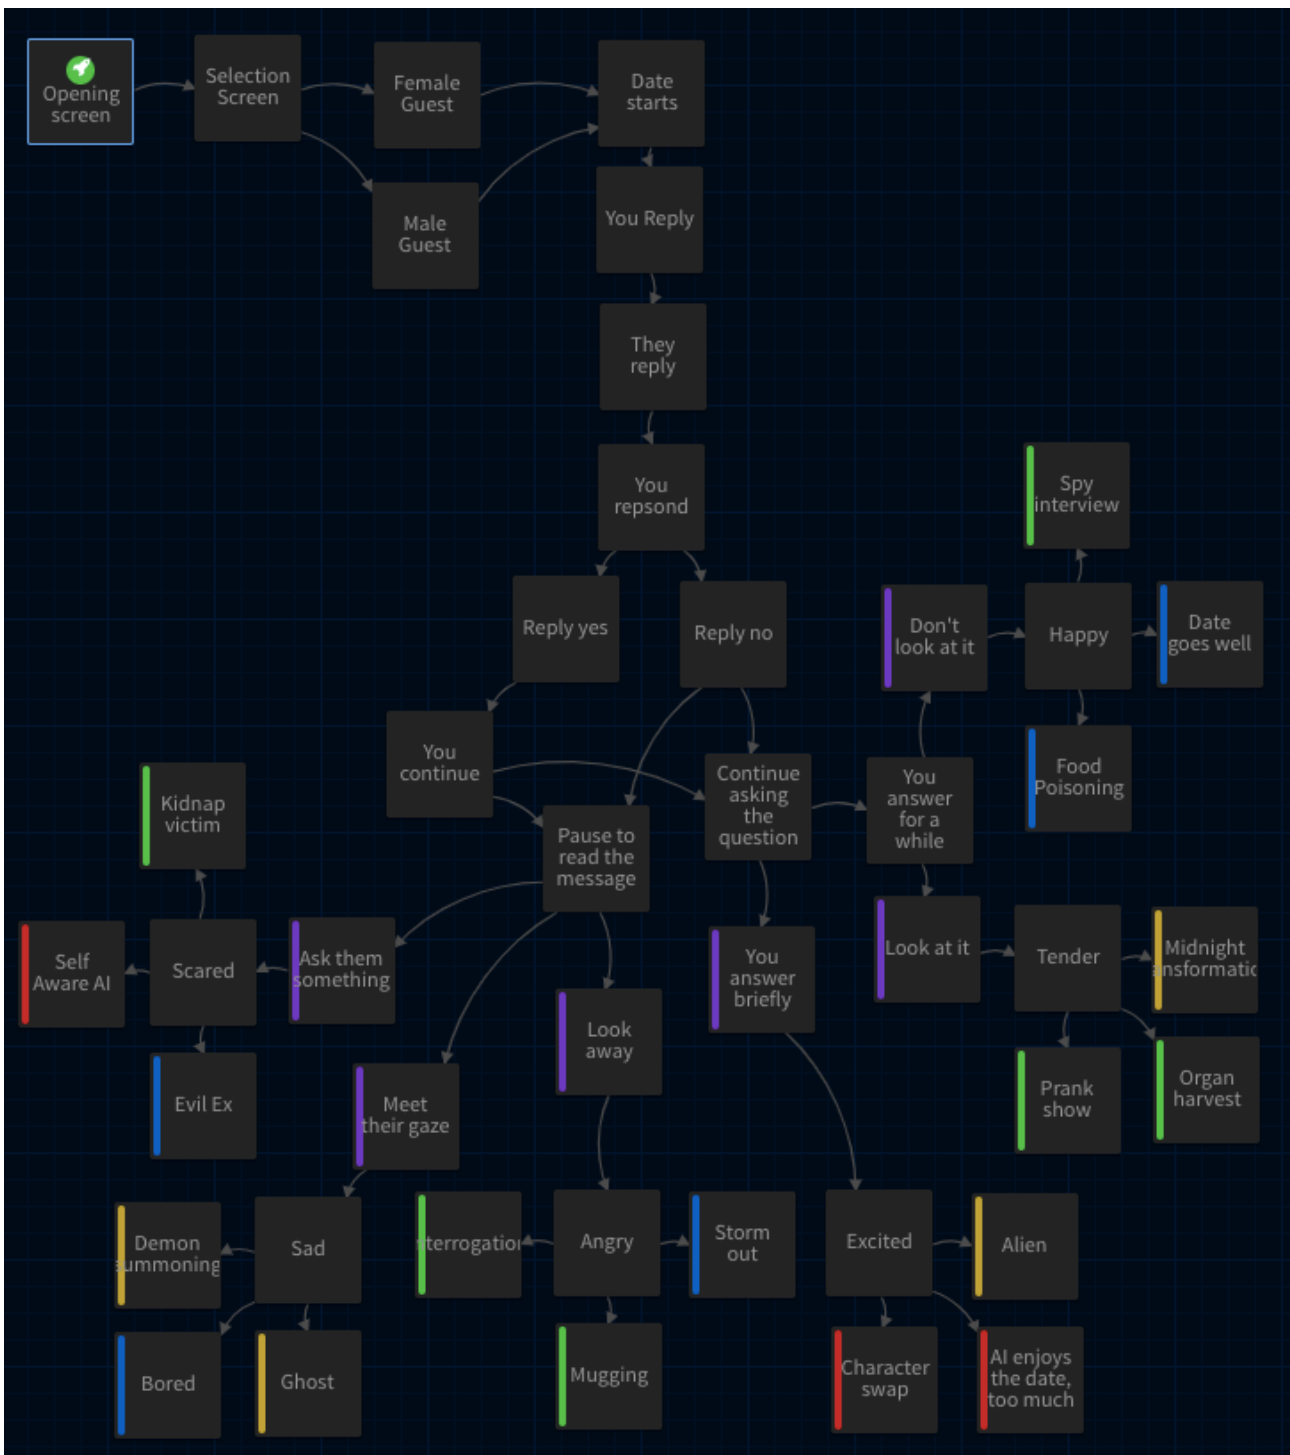 Opening
screen
Selection
Screen
Female
Guest
Date
starts
Male
Guest
You Reply
They
reply
You
repsond
Spy
interview
Reply yes
Reply no
Don't
look at it
Happy
Date
goes well
You
continue
Continue
asking
the
question
You
answer
for a
while
Food
Poisoning
Kidnap
victim
Pause to
read the
message
Self
Aware AI
Scared
Ask them
something
You
answer
briefly
Look at it
Tender
Midnight
ansformatic
Look
away
Evil Ex
Meet
their gaze
Prank
show
Organ
harvest
Demon
summoning
Sad
nterrogation
Angry
Storm
out
Excited
Alien
Bored
Ghost
Mugging
Character
swap
AI enjoys
the date,
too much